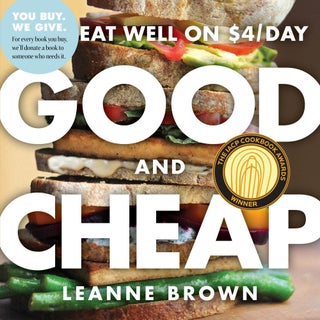 YOU BUY.
WE GIVE.
For every book you buy,
we'll donate a book to
someone who needs it.
EAT WELL ON $4/DAY
GOOD
AND
CHEAP
THE IACP COOKBOOK AWARDS
WINNER
LEANNE BROWN